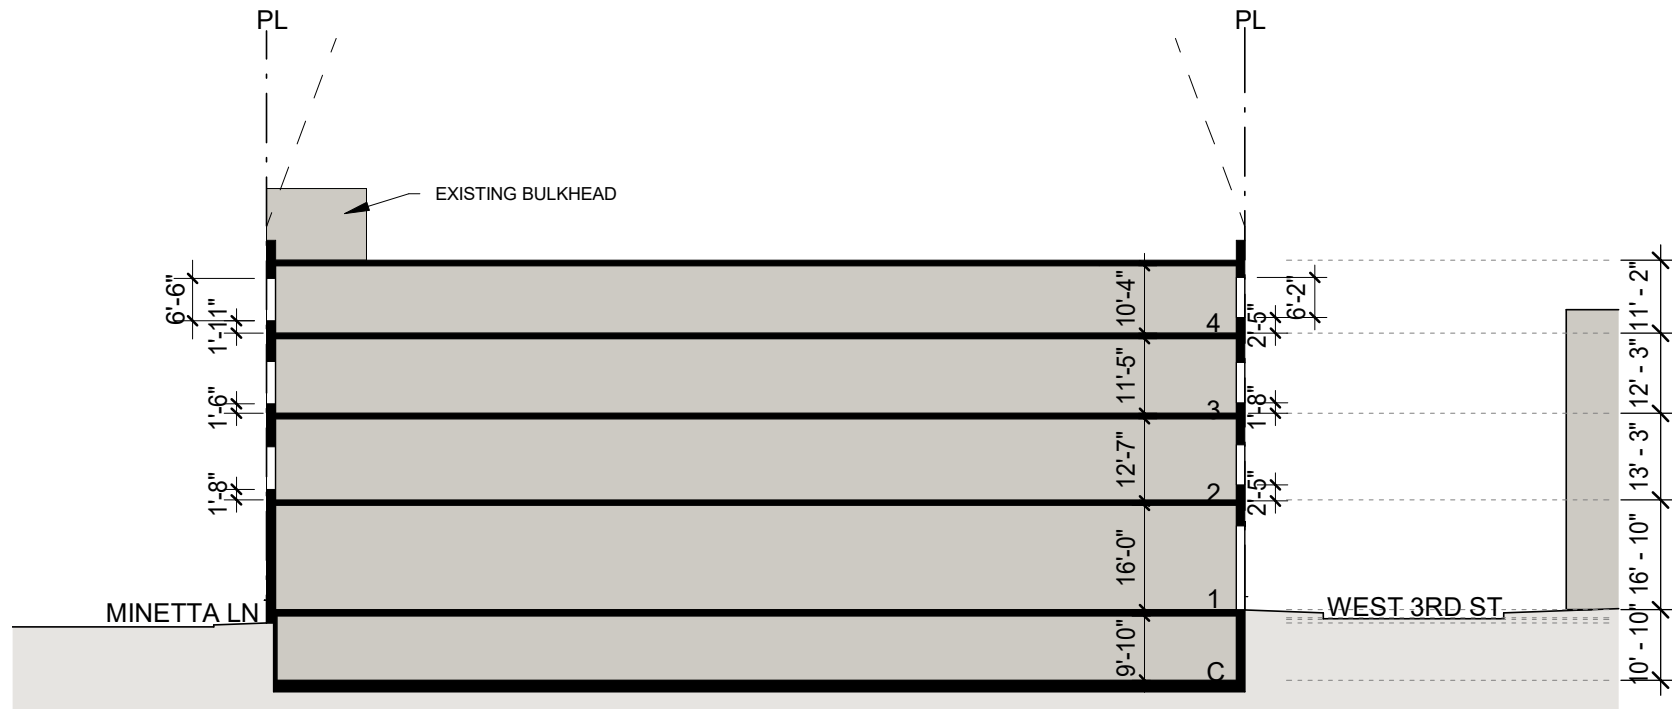 PL
PL
EXISTING BULKHEAD
6'-6"
1'-11"
10'-4"
4
2'-5"
6'-2"
11' - 2"
1'-6"
11'-5"
3
1'-8"
12' - 3"
1'-8"
12'-7"
2
2'-5"
13' - 3"
16'-0"
1
16' - 10"
MINETTA LN
WEST 3RD ST
9'-10"
C
10' - 10"